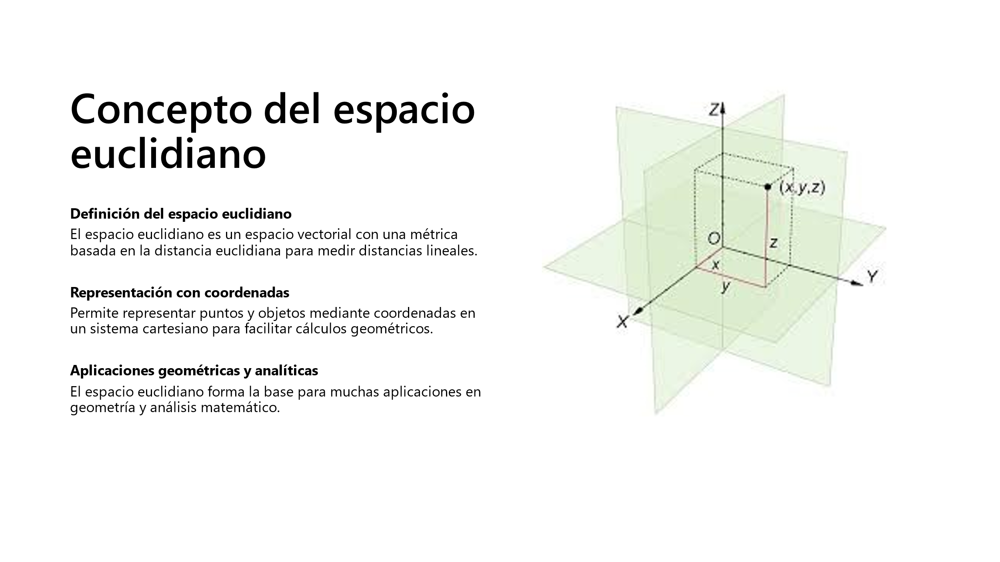 Concepto del espacio
euclidiano
Definición del espacio euclidiano
El espacio euclidiano es un espacio vectorial con una métrica
basada en la distancia euclidiana para medir distancias lineales.
Representación con coordenadas
Permite representar puntos y objetos mediante coordenadas en
un sistema cartesiano para facilitar cálculos geométricos.
Aplicaciones geométricas y analíticas
El espacio euclidiano forma la base para muchas aplicaciones en
geometría y análisis matemático.
Z
(x,y,z)
O
z
x
y
Y
X